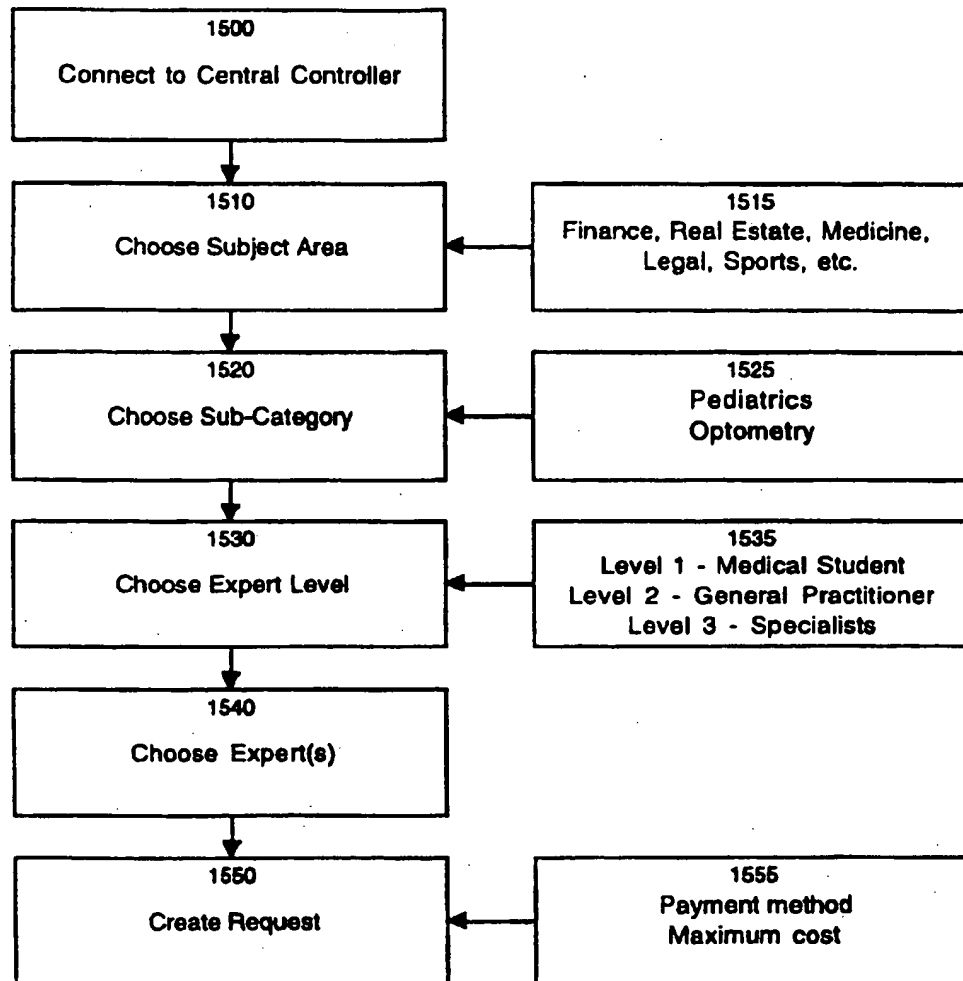 1500
Connect to Central Controller
1510
Choose Subject Area
1515
Finance, Real Estate, Medicine,
Legal, Sports, etc.
1520
Choose Sub-Category
1525
Pediatrics
Optometry
1530
Choose Expert Level
1535
Level 1 - Medical Student
Level 2 - General Practitioner
Level 3 - Specialists
1540
Choose Expert(s)
1550
Create Request
1555
Payment method
Maximum cost